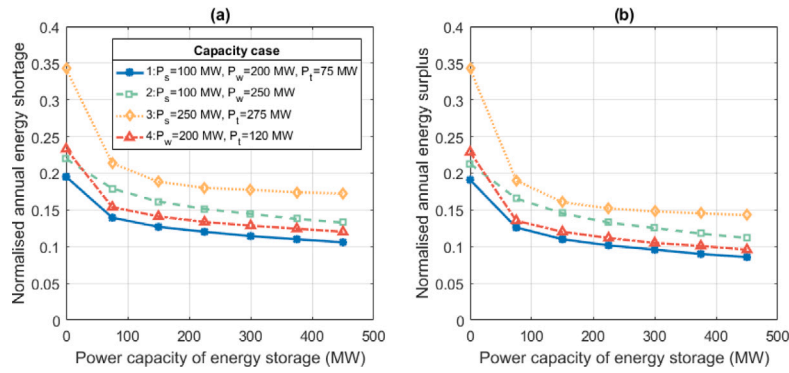 (a)
0.4
0.35
0.3
0.25
0.2
0.15
0.1
0.05
0
Normalised annual energy shortage
Capacity case
1:Ps=100 MW, Pw=200 MW, Pt=75 MW
2:Ps=100 MW, Pw=250 MW
3:Ps=250 MW, Pt=275 MW
4:Pw=200 MW, Pt=120 MW
0 100 200 300 400 500
Power capacity of energy storage (MW)
(b)
0.4
0.35
0.3
0.25
0.2
0.15
0.1
0.05
0
Normalised annual energy surplus
0 100 200 300 400 500
Power capacity of energy storage (MW)